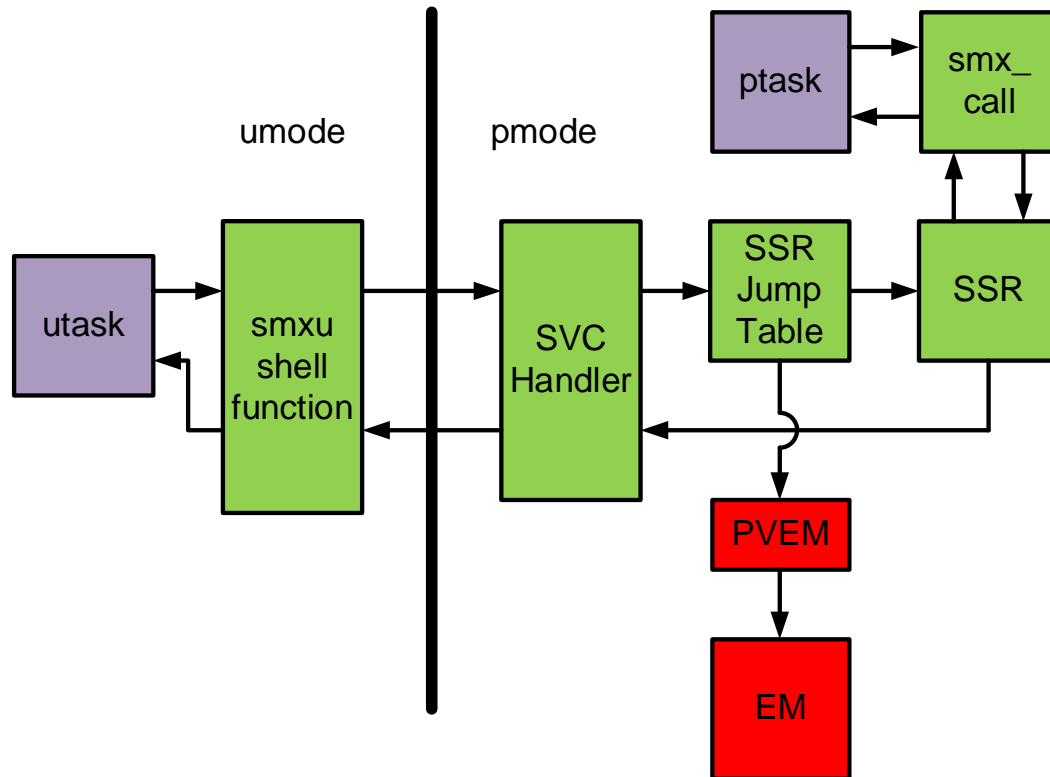 ptask
smx_
call
umode
pmode
utask
smxu
shell
function
SVC
Handler
SSR
Jump
Table
SSR
PVEM
EM